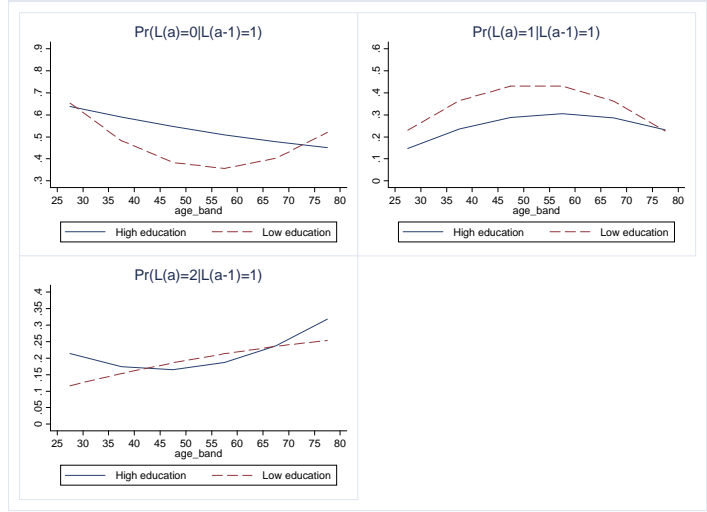 Pr(L(a)=0|L(a-1)=1)
.3 .4 .5 .6 .7 .8 .9
25 30 35 40 45 50 55 60 65 70 75 80
age_band
High education Low education
Pr(L(a)=1|L(a-1)=1)
0 .1 .2 .3 .4 .5 .6
25 30 35 40 45 50 55 60 65 70 75 80
age_band
High education Low education
Pr(L(a)=2|L(a-1)=1)
0 .05 .1 .15 .2 .25 .3 .35 .4
25 30 35 40 45 50 55 60 65 70 75 80
age_band
High education Low education